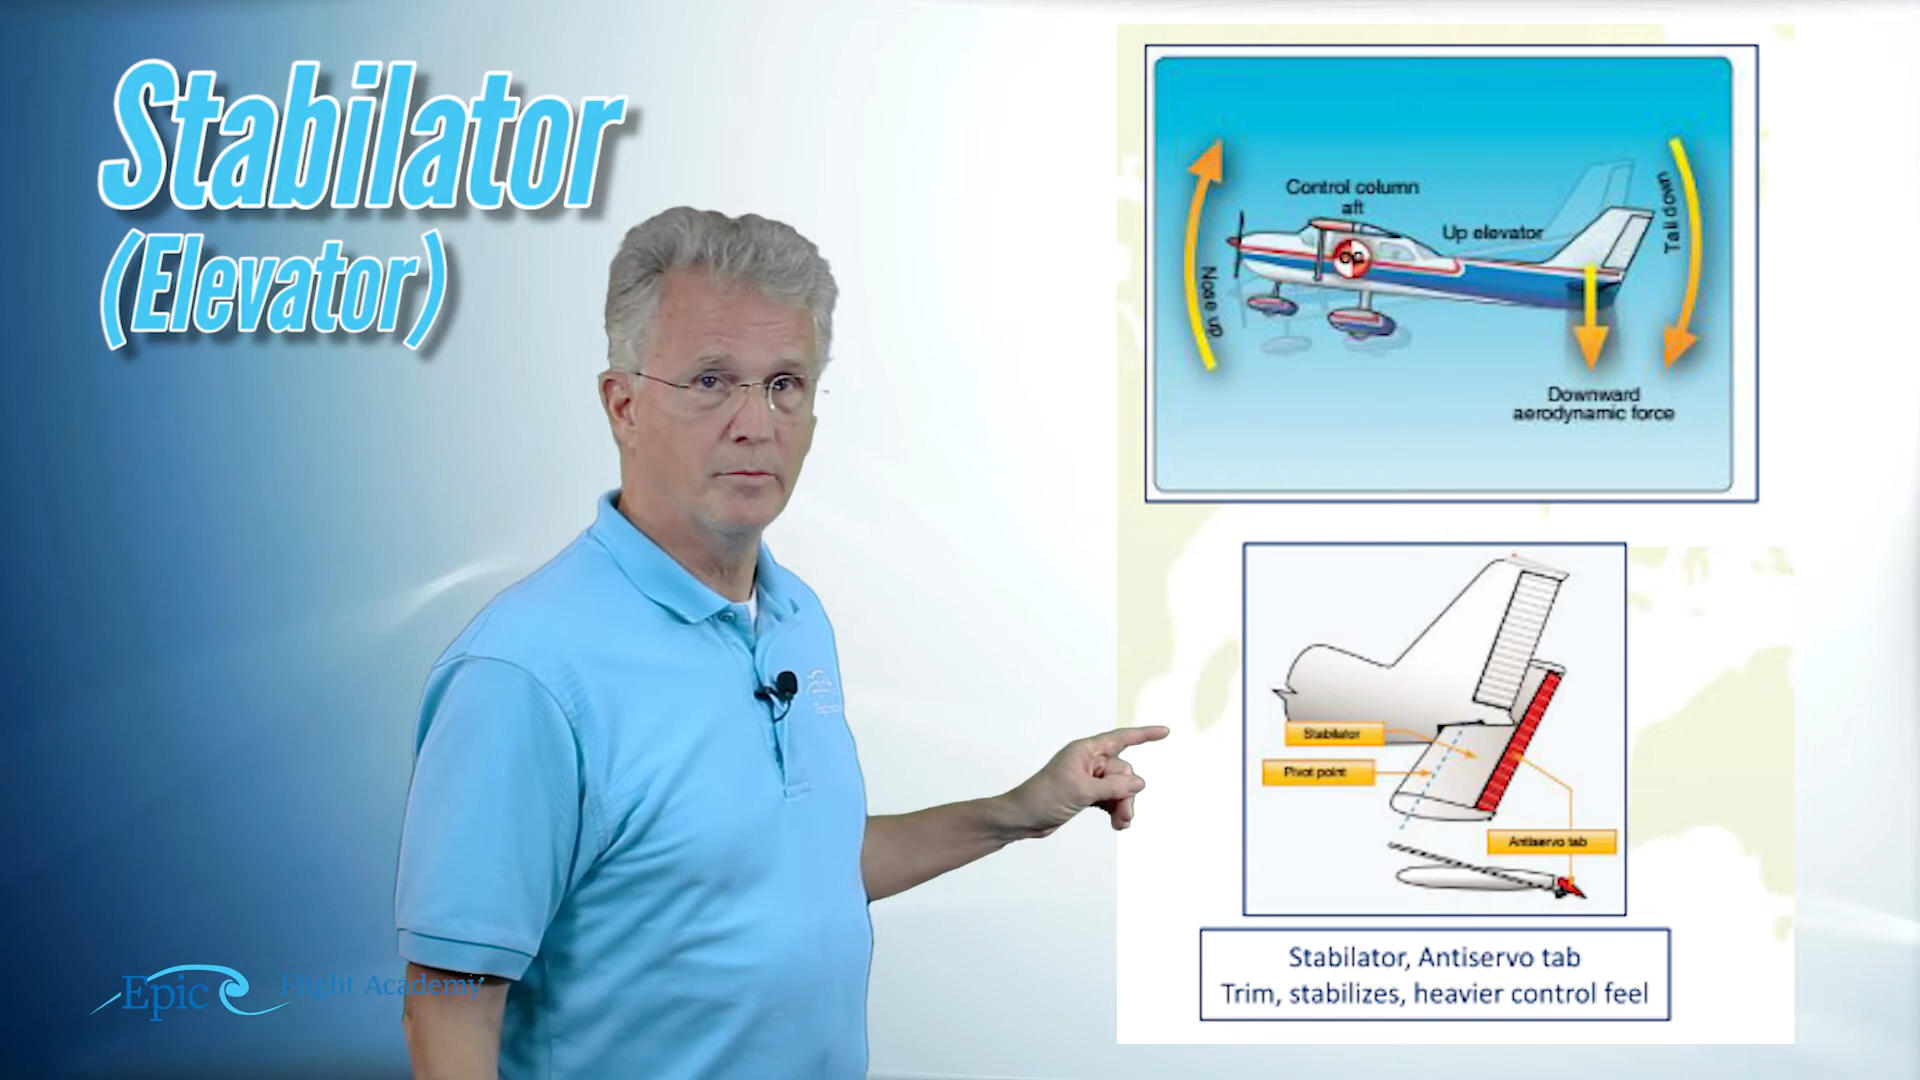 Stabilator
(Elevator)
Control column
aft
Up elevator
CG
Nose up
Tail down
Downward
aerodynamic force
Stabilator
Pivot point
Antiservo tab
Stabilator, Antiservo tab
Trim, stabilizes, heavier control feel
Epic Flight Academy